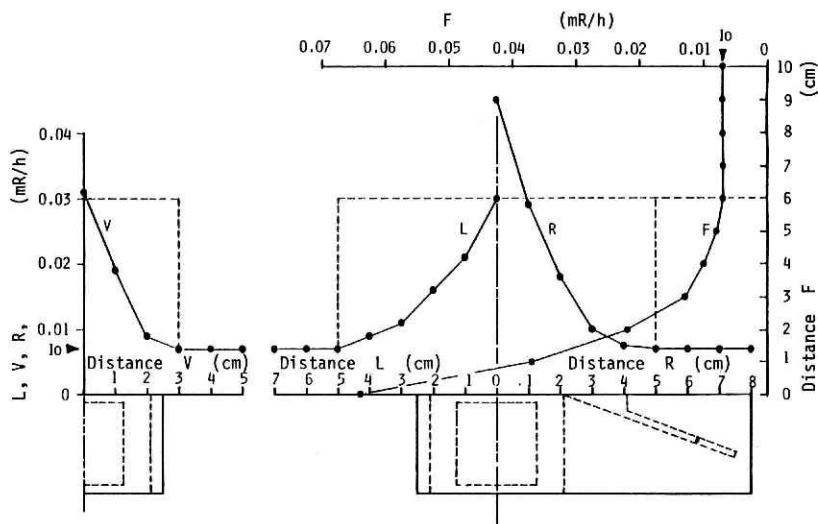 F (mR/h)
0.07 0.06 0.05 0.04 0.03 0.02 0.01 0
Io
10
9
8
7
6
5
4
3
2
1
0
Distance F (cm)
0.04
0.03
0.02
0.01
Io
0
L, V, R, (mR/h)
V
L
R
F
Distance V (cm)
1 2 3 4 5
Distance L (cm)
7 6 5 4 3 2 1 0
Distance R (cm)
1 2 3 4 5 6 7 8